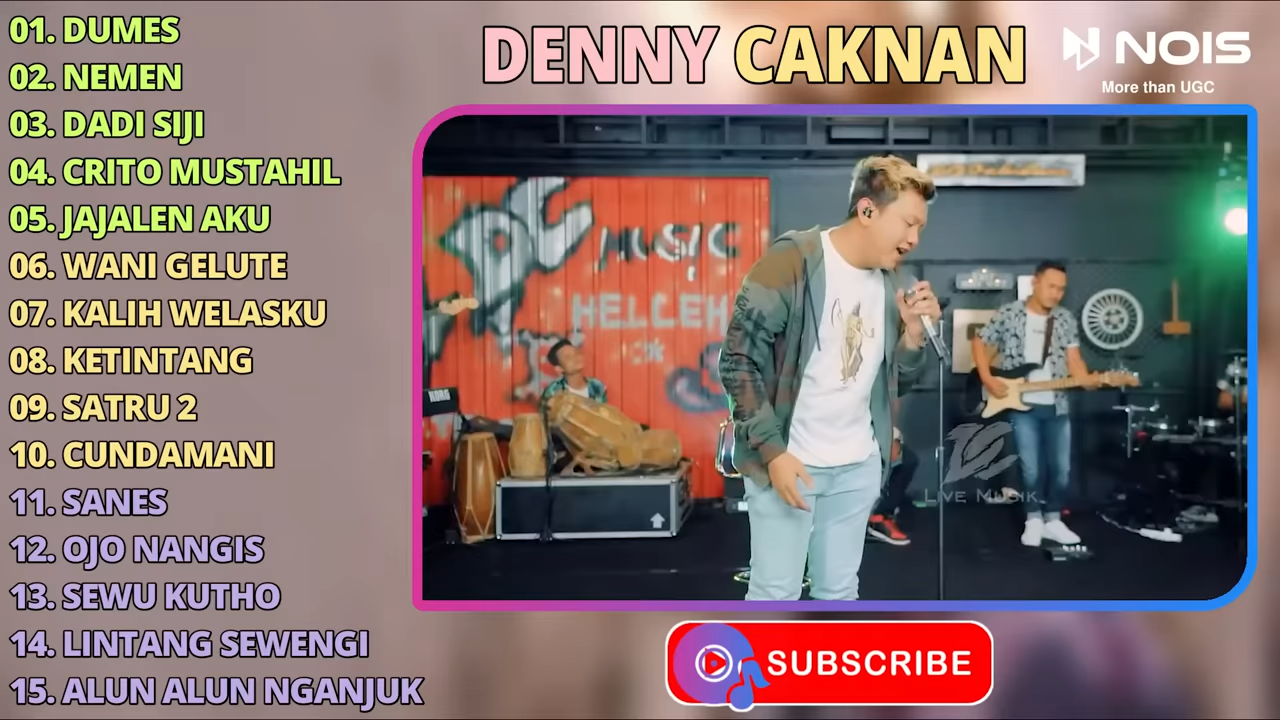 01. DUMES
02. NEMEN
03. DADI SIJI
04. CRITO MUSTAHIL
05. JAJALEN AKU
06. WANI GELUTE
07. KALIH WELASKU
08. KETINTANG
09. SATRU 2
10. CUNDAMANI
11. SANES
12. OJO NANGIS
13. SEWU KUTHO
14. LINTANG SEWENGI
15. ALUN ALUN NGANJUK
DENNY CAKNAN
NOIS
More than UGC
DC
MUSIC
HELLEH
KORG
LIVE MUSIK
SUBSCRIBE